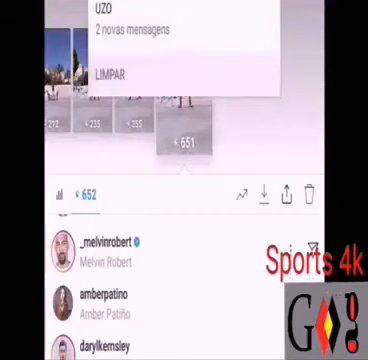 UZO
2 novas mensagens
LIMPAR
212
235
355
651
652
_melvinrobert
Melvin Robert
Sports 4k
amberpatino
Amber Patiño
GO!
darylkemsley